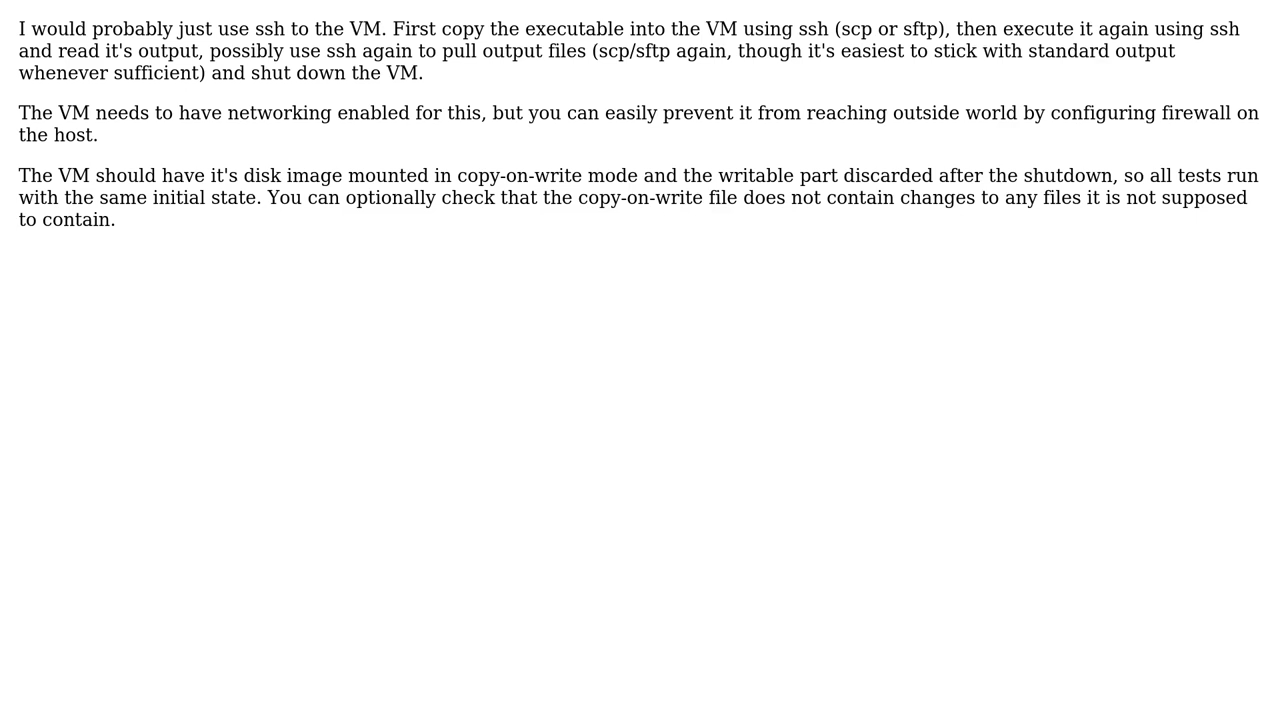 I would probably just use ssh to the VM. First copy the executable into the VM using ssh (scp or sftp), then execute it again using ssh
and read it's output, possibly use ssh again to pull output files (scp/sftp again, though it's easiest to stick with standard output
whenever sufficient) and shut down the VM.
The VM needs to have networking enabled for this, but you can easily prevent it from reaching outside world by configuring firewall on
the host.
The VM should have it's disk image mounted in copy-on-write mode and the writable part discarded after the shutdown, so all tests run
with the same initial state. You can optionally check that the copy-on-write file does not contain changes to any files it is not supposed
to contain.